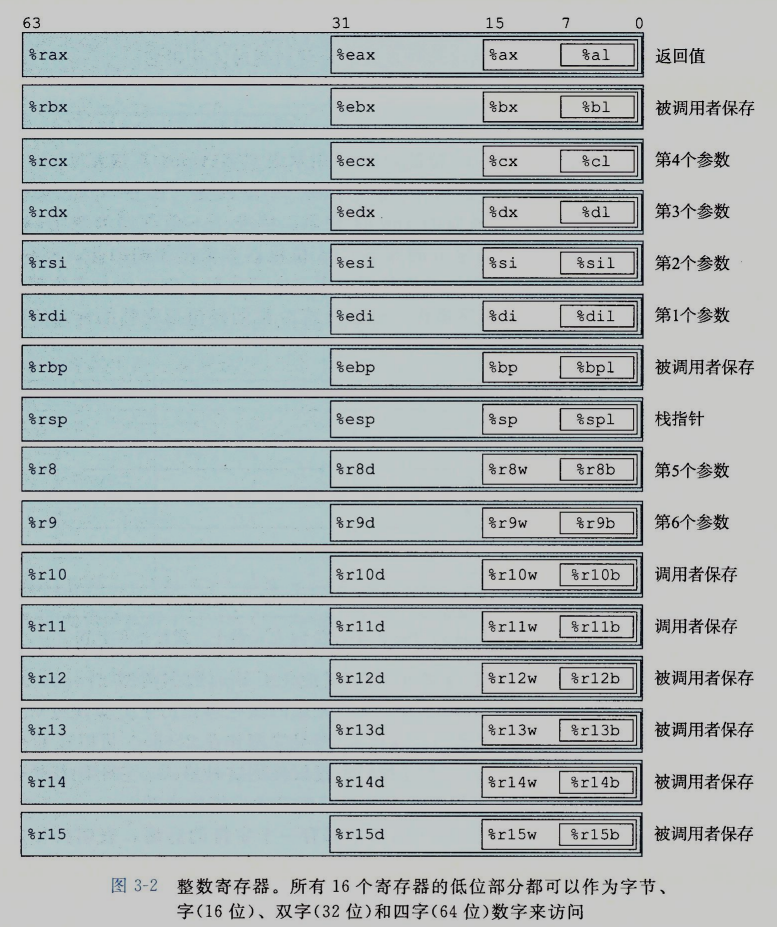 63 31 15 7 0
%rax %eax %ax %al 返回值
%rbx %ebx %bx %bl 被调用者保存
%rcx %ecx %cx %cl 第4个参数
%rdx %edx %dx %dl 第3个参数
%rsi %esi %si %sil 第2个参数
%rdi %edi %di %dil 第1个参数
%rbp %ebp %bp %bpl 被调用者保存
%rsp %esp %sp %spl 栈指针
%r8 %r8d %r8w %r8b 第5个参数
%r9 %r9d %r9w %r9b 第6个参数
%r10 %r10d %r10w %r10b 调用者保存
%r11 %r11d %r11w %r11b 调用者保存
%r12 %r12d %r12w %r12b 被调用者保存
%r13 %r13d %r13w %r13b 被调用者保存
%r14 %r14d %r14w %r14b 被调用者保存
%r15 %r15d %r15w %r15b 被调用者保存
图 3-2 整数寄存器。所有 16 个寄存器的低位部分都可以作为字节、
字(16 位)、双字(32 位)和四字(64 位)数字来访问